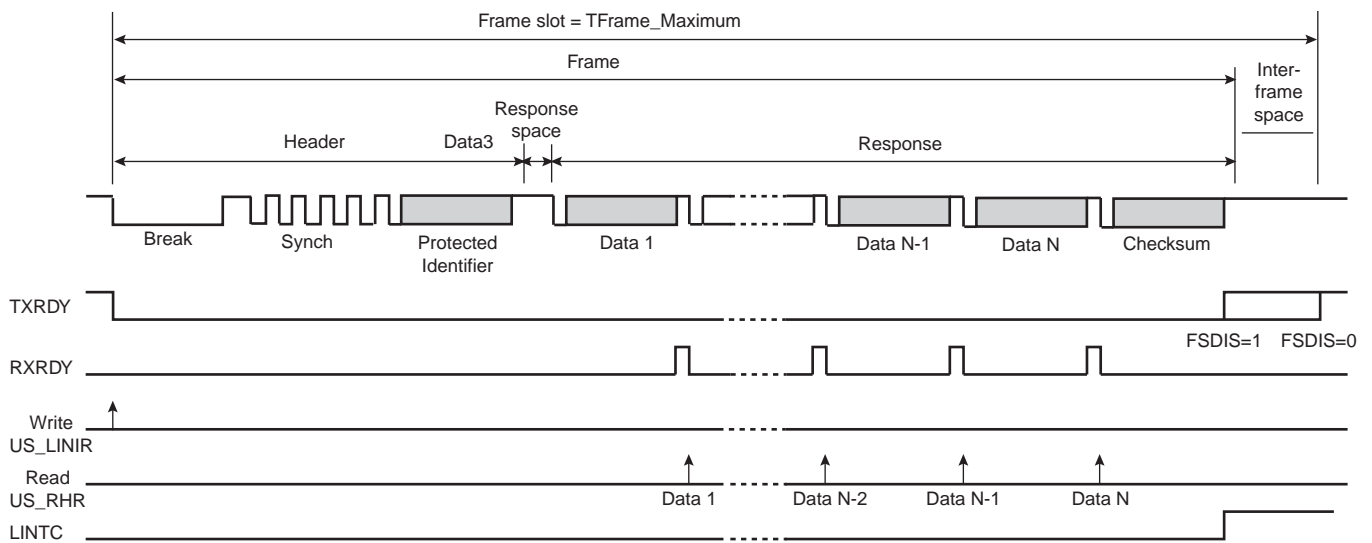 Frame slot = TFrame_Maximum
Frame
Inter-
frame
space
Response
space
Header
Data3
Response
Break
Synch
Protected
Identifier
Data 1
Data N-1
Data N
Checksum
TXRDY
FSDIS=1
FSDIS=0
RXRDY
Write
US_LINIR
Read
US_RHR
Data 1
Data N-2
Data N-1
Data N
LINTC